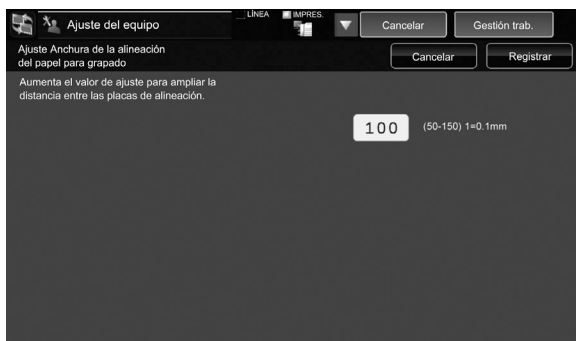 Ajuste del equipo
LÍNEA
IMPRES.
Cancelar
Gestión trab.
Ajuste Anchura de la alineación
del papel para grapado
Cancelar
Registrar
Aumenta el valor de ajuste para ampliar la
distancia entre las placas de alineación.
100 (50-150) 1=0.1mm